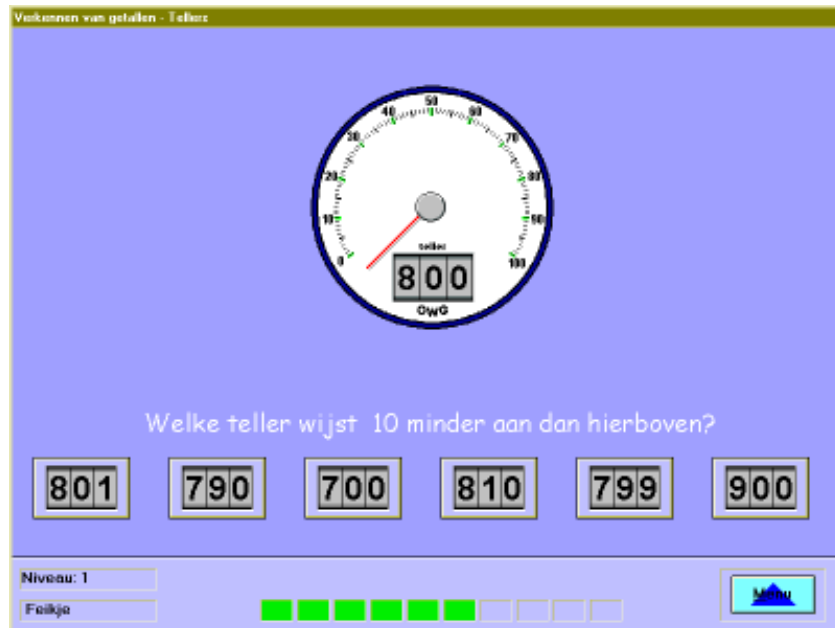 Verkennen van getallen - Tellers
0 10 20 30 40 50 60 70 80 90 100
teller
800
OWG
Welke teller wijst 10 minder aan dan hierboven?
801 790 700 810 799 900
Niveau: 1
Feikje
Menu